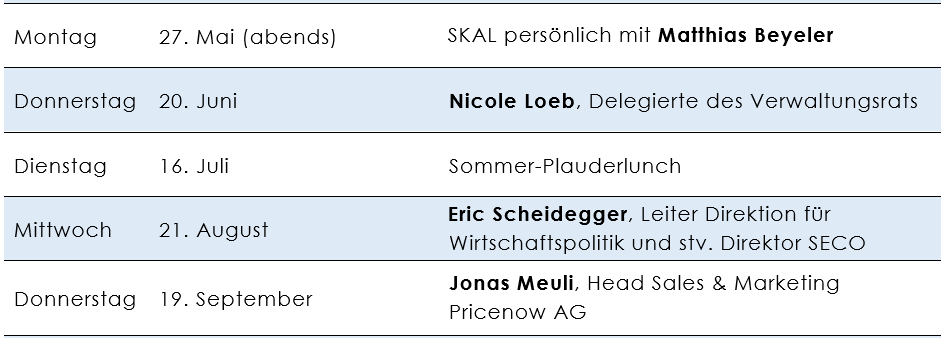 Montag 27. Mai (abends) SKAL persönlich mit Matthias Beyeler
Donnerstag 20. Juni Nicole Loeb, Delegierte des Verwaltungsrats
Dienstag 16. Juli Sommer-Plauderlunch
Mittwoch 21. August Eric Scheidegger, Leiter Direktion für
Wirtschaftspolitik und stv. Direktor SECO
Donnerstag 19. September Jonas Meuli, Head Sales & Marketing
Pricenow AG